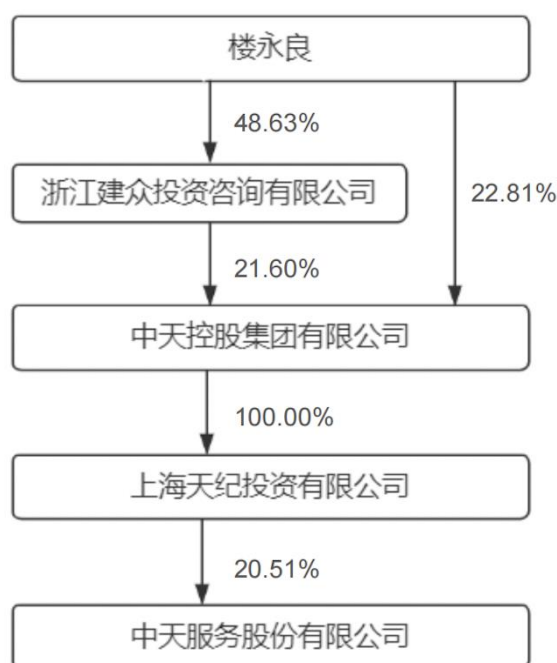 楼永良
48.63%
浙江建众投资咨询有限公司
22.81%
21.60%
中天控股集团有限公司
100.00%
上海天纪投资有限公司
20.51%
中天服务股份有限公司